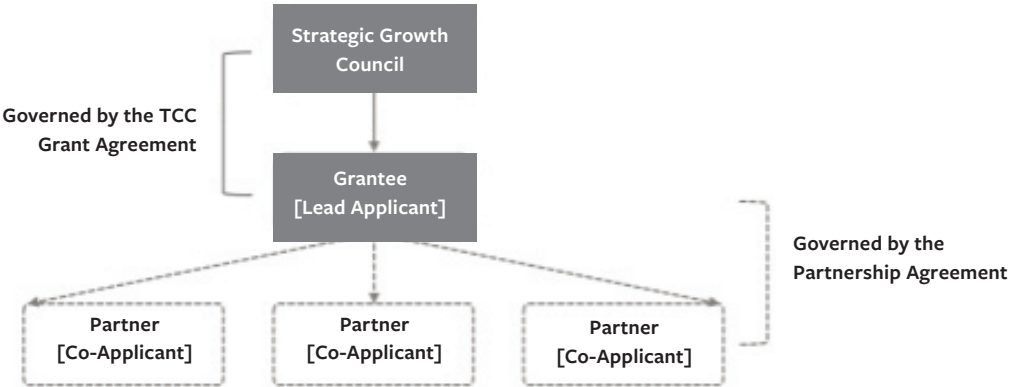 Strategic Growth
Council
Governed by the TCC
Grant Agreement
Grantee
[Lead Applicant]
Governed by the
Partnership Agreement
Partner
[Co-Applicant]
Partner
[Co-Applicant]
Partner
[Co-Applicant]